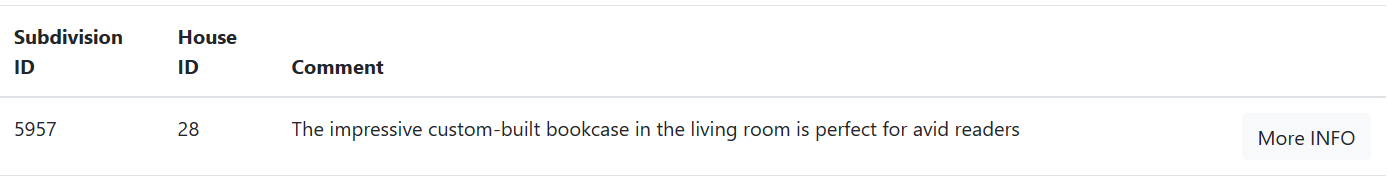 Subdivision ID House ID Comment
5957 28 The impressive custom-built bookcase in the living room is perfect for avid readers More INFO